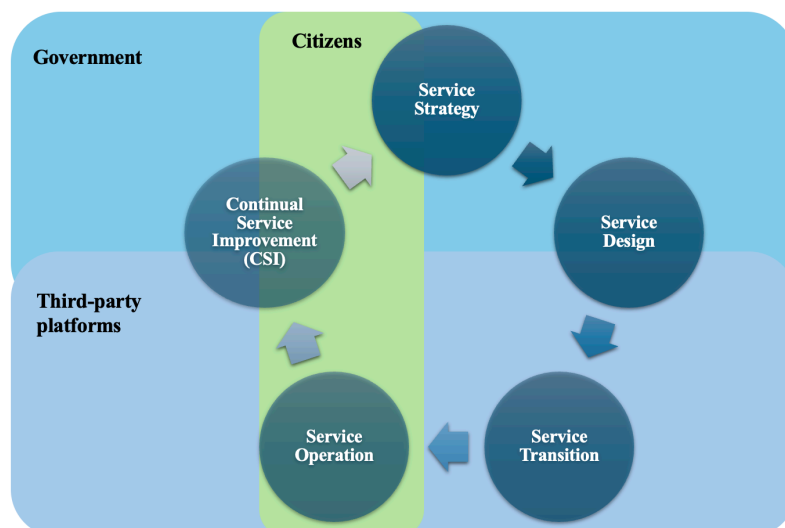 Government
Citizens
Service
Strategy
Continual
Service
Improvement
(CSI)
Service
Design
Third-party
platforms
Service
Operation
Service
Transition